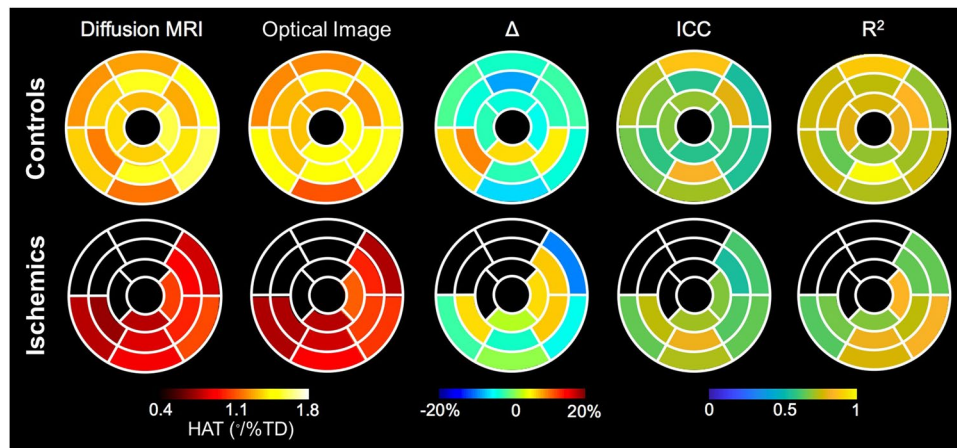 Diffusion MRI Optical Image Δ ICC R²
Controls
Ischemics
0.4 1.1 1.8
HAT (°/%TD)
-20% 0 20%
0 0.5 1